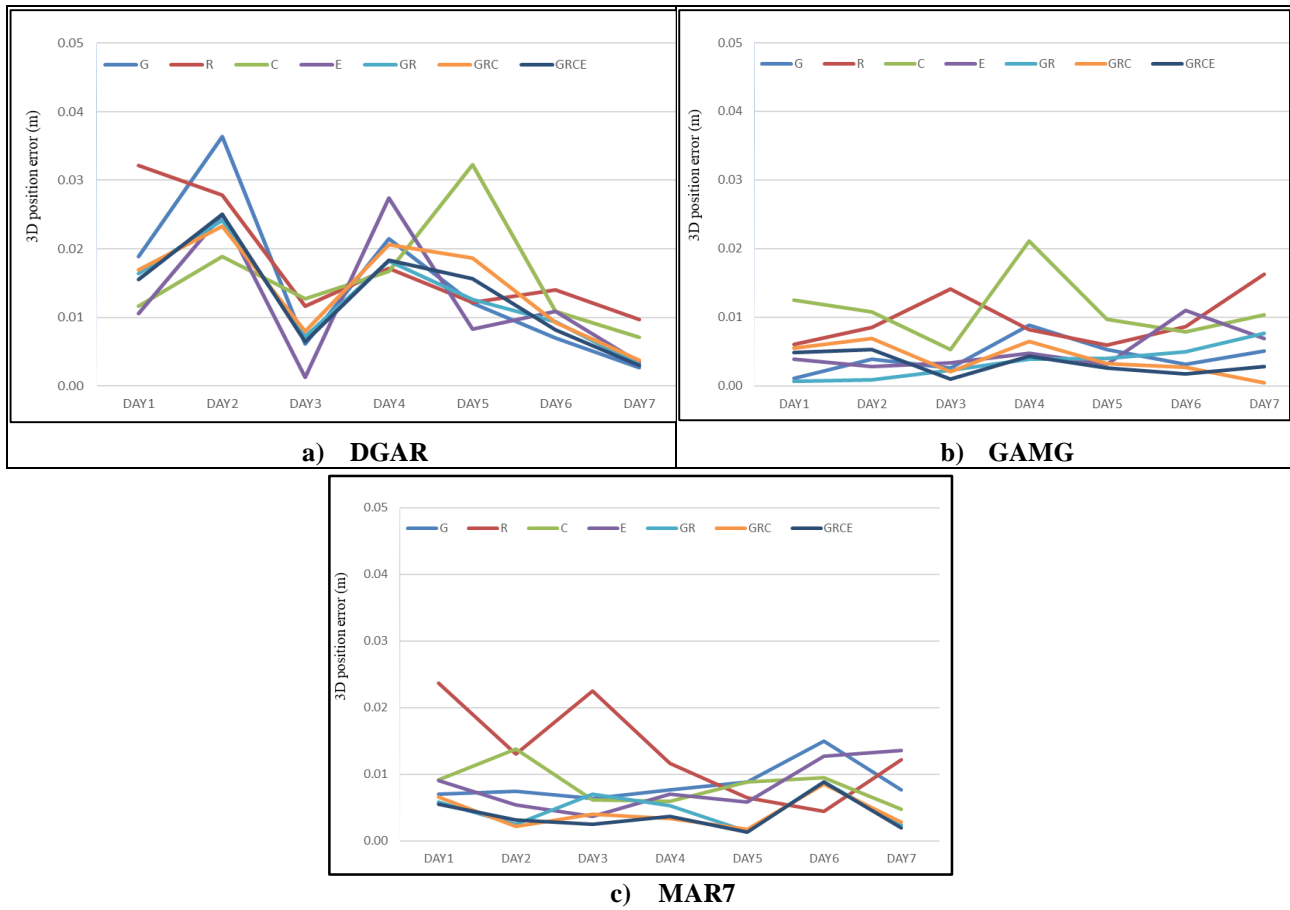 0.05
G R C E GR GRC GRCE
0.04
0.03
0.02
0.01
0.00
3D position error (m)
DAY1 DAY2 DAY3 DAY4 DAY5 DAY6 DAY7
a) DGAR
0.05
G R C E GR GRC GRCE
0.04
0.03
0.02
0.01
0.00
3D position error (m)
DAY1 DAY2 DAY3 DAY4 DAY5 DAY6 DAY7
b) GAMG
0.05
G R C E GR GRC GRCE
0.04
0.03
0.02
0.01
0.00
3D position error (m)
DAY1 DAY2 DAY3 DAY4 DAY5 DAY6 DAY7
c) MAR7